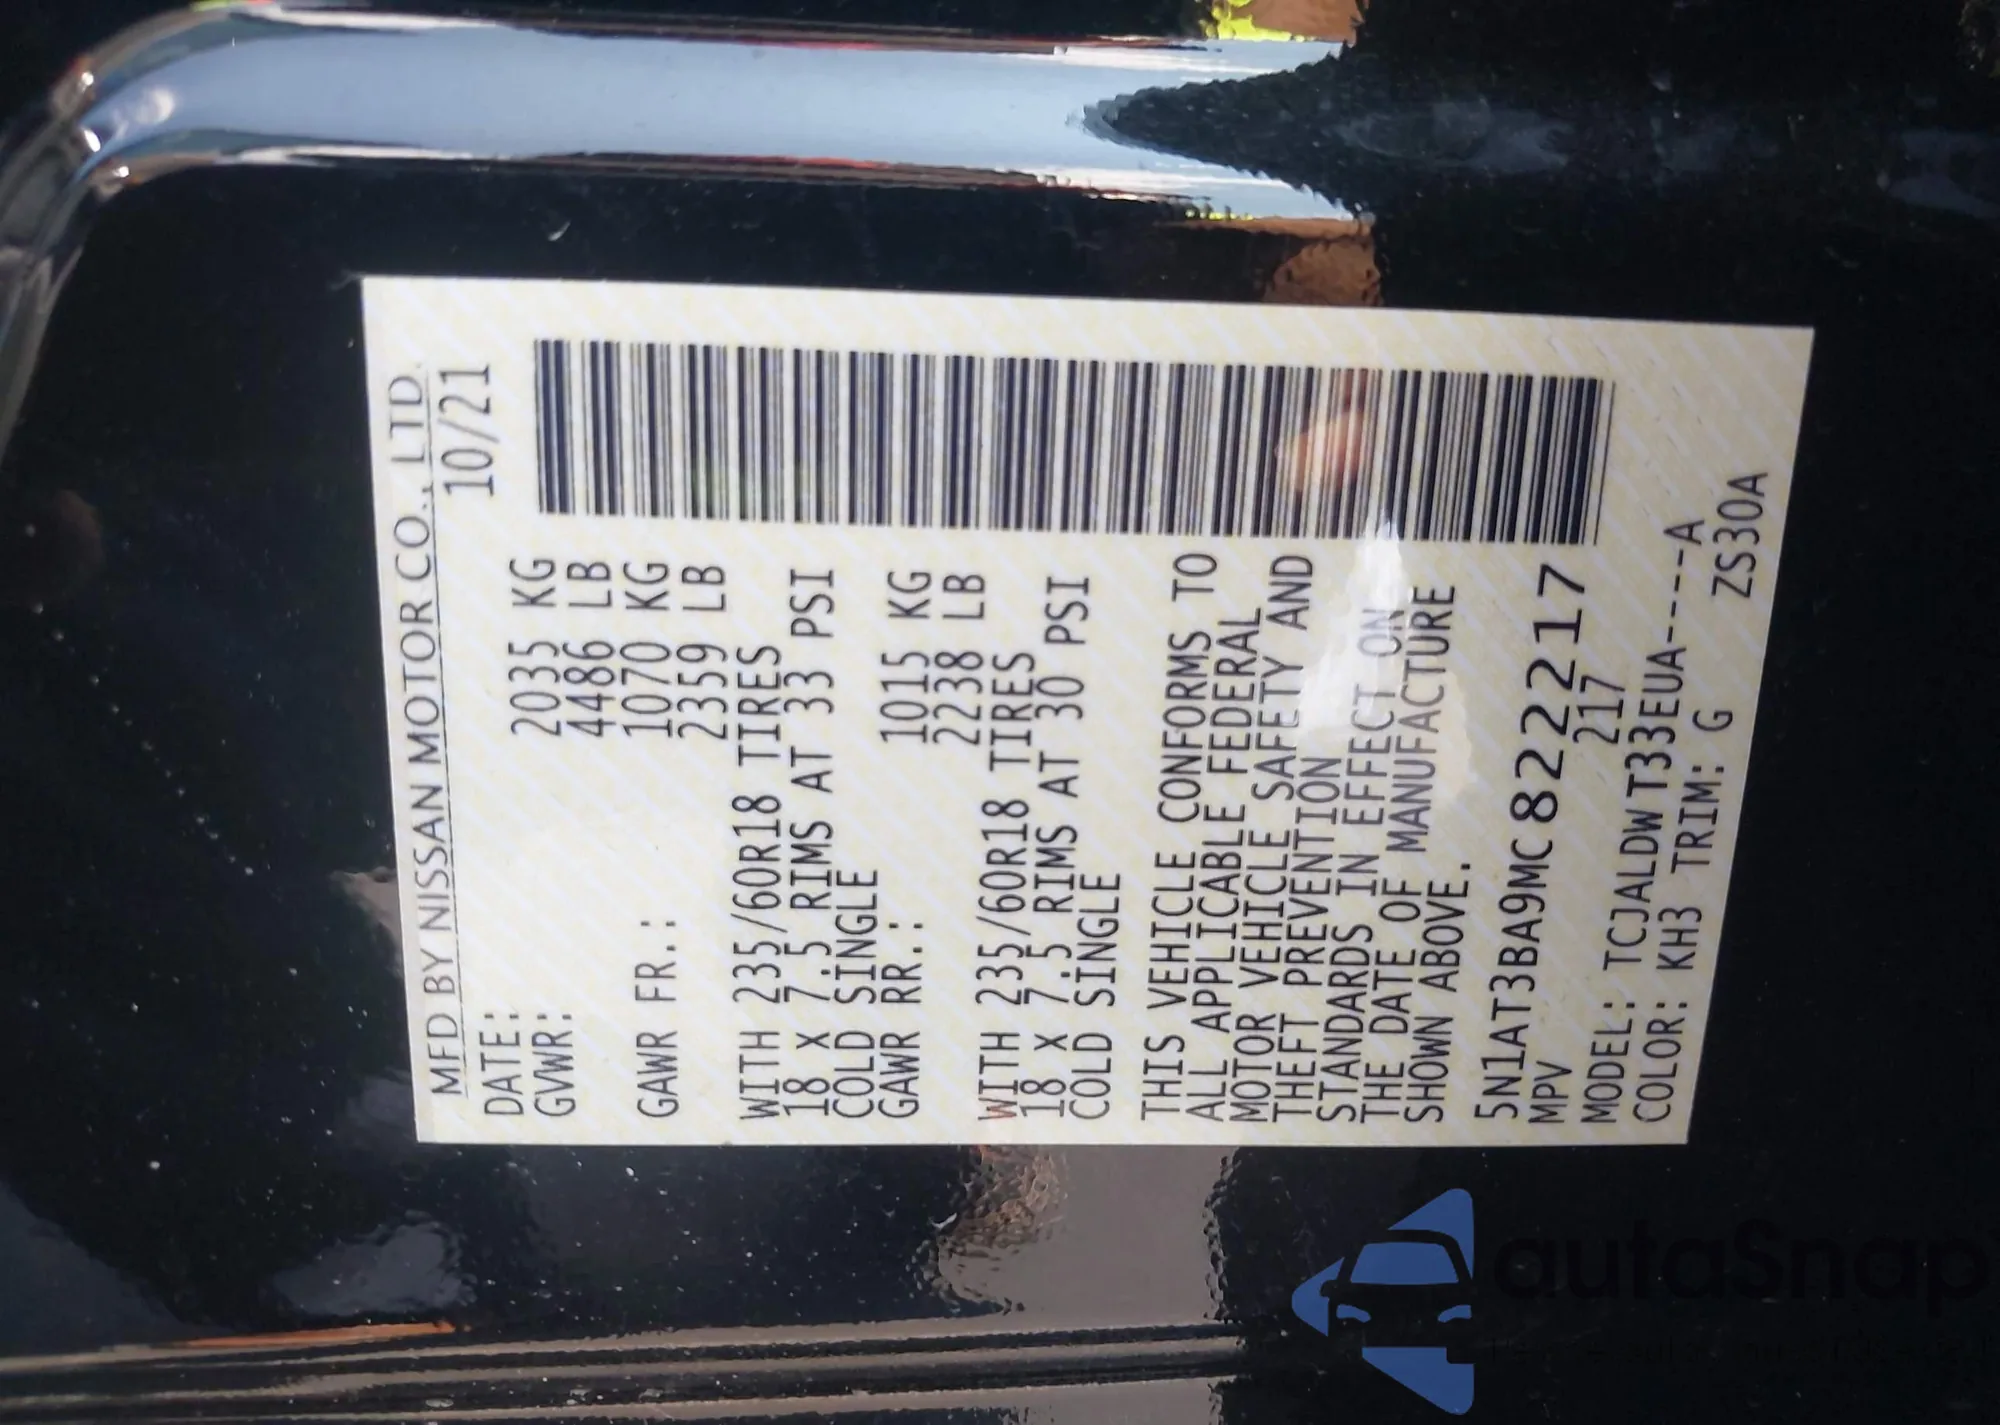 MFD BY NISSAN MOTOR CO., LTD.
DATE: 10/21
GVWR: 2035 KG
4486 LB
GAWR FR.: 1070 KG
2359 LB
WITH 235/60R18 TIRES
18 X 7.5 RIMS AT 33 PSI
COLD SINGLE
GAWR RR.: 1015 KG
2238 LB
WITH 235/60R18 TIRES
18 X 7.5 RIMS AT 30 PSI
COLD SINGLE
THIS VEHICLE CONFORMS TO
ALL APPLICABLE FEDERAL
MOTOR VEHICLE SAFETY AND
THEFT PREVENTION
STANDARDS IN EFFECT ON
THE DATE OF MANUFACTURE
SHOWN ABOVE.
5N1AT3BA9MC822217
MPV 217
MODEL: TCJALDWT33EUA----A
COLOR: KH3 TRIM: G ZS30A
autaSnap